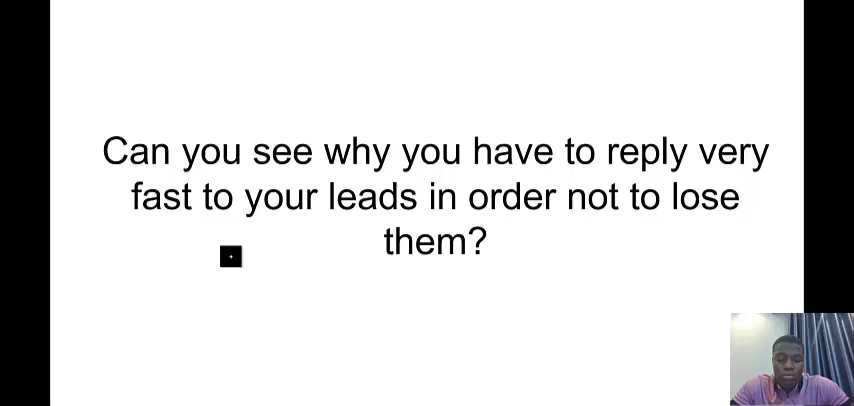 Can you see why you have to reply very
fast to your leads in order not to lose
them?